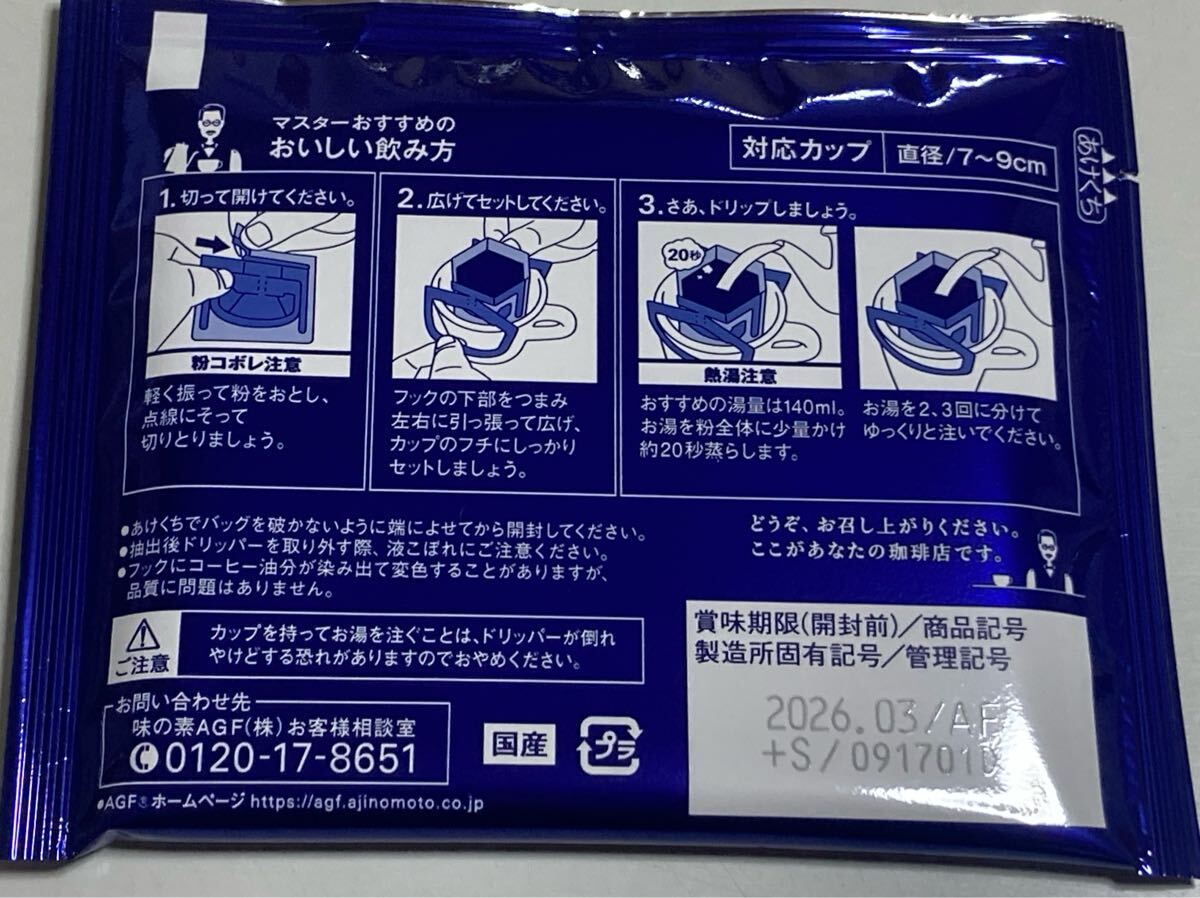 マスターおすすめの
おいしい飲み方
対応カップ 直径/7〜9cm
あけくち
1.切って開けてください。
粉コボレ注意
軽く振って粉をおとし、
点線にそって
切りとりましょう。
2.広げてセットしてください。
フックの下部をつまみ
左右に引っ張って広げ、
カップのフチにしっかり
セットしましょう。
3.さあ、ドリップしましょう。
20秒
熱湯注意
おすすめの湯量は140ml。
お湯を粉全体に少量かけ
約20秒蒸らします。
お湯を2、3回に分けて
ゆっくりと注いでください。
●あけくちでバッグを破かないように端によせてから開封してください。
●抽出後ドリッパーを取り外す際、液こぼれにご注意ください。
●フックにコーヒー油分が染み出て変色することがありますが、
品質に問題はありません。
どうぞ、お召し上がりください。
ここがあなたの珈琲店です。
ご注意
カップを持ってお湯を注ぐことは、ドリッパーが倒れ
やけどする恐れがありますのでおやめください。
お問い合わせ先
味の素AGF(株)お客様相談室
0120-17-8651
●AGF®ホームページ https://agf.ajinomoto.co.jp
国産
プラ
賞味期限(開封前)/商品記号
製造所固有記号/管理記号
2026.03/AF
+S/0917010